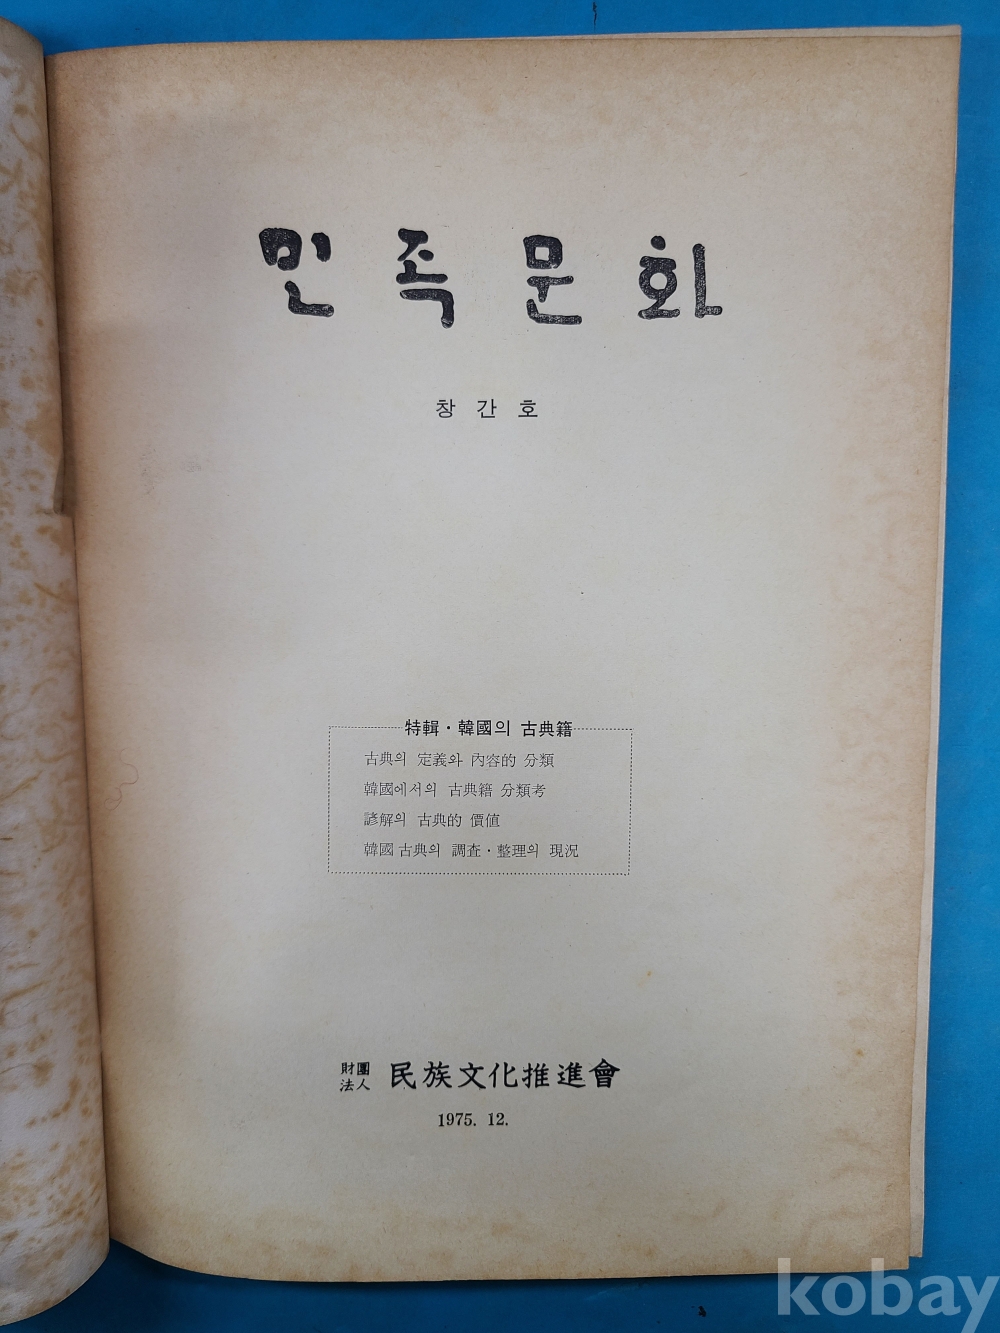 민족문화
창간호
特輯·韓國의 古典籍
古典의 定義와 內容的 分類
韓國에서의 古典籍 分類考
諺解의 古典的 價値
韓國古典의 調査·整理의 現況
財團
法人 民族文化推進會
1975. 12.
kobay